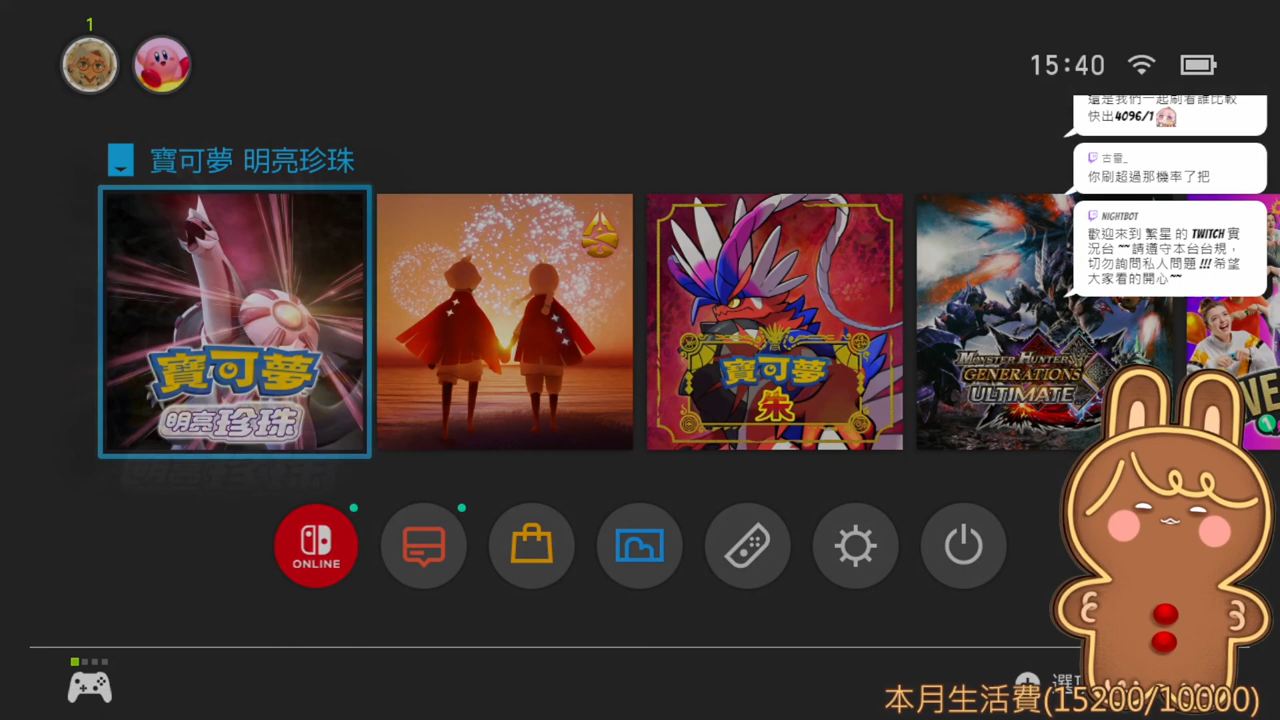 1
15:40
還是我們一起刷看誰比較
快出4096/1
古靈_
你刷超過那機率了把
NIGHTBOT
歡迎來到 繁星 的 TWITCH 實
況台 ~~請遵守本台台規，
切勿詢問私人問題 !!! 希望
大家看的開心~~
寶可夢 明亮珍珠
寶可夢
明亮珍珠
寶可夢
朱
MONSTER HUNTER
GENERATIONS
ULTIMATE
ONLINE
本月生活費(15200/10000)